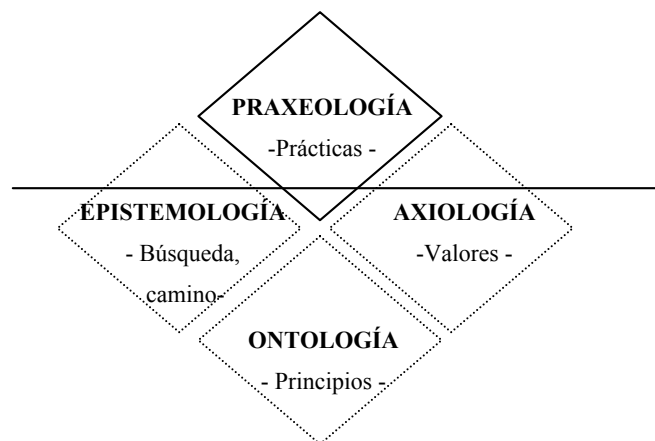 PRAXEOLOGÍA
-Prácticas -
EPISTEMOLOGÍA
- Búsqueda,
camino-
AXIOLOGÍA
-Valores -
ONTOLOGÍA
- Principios -